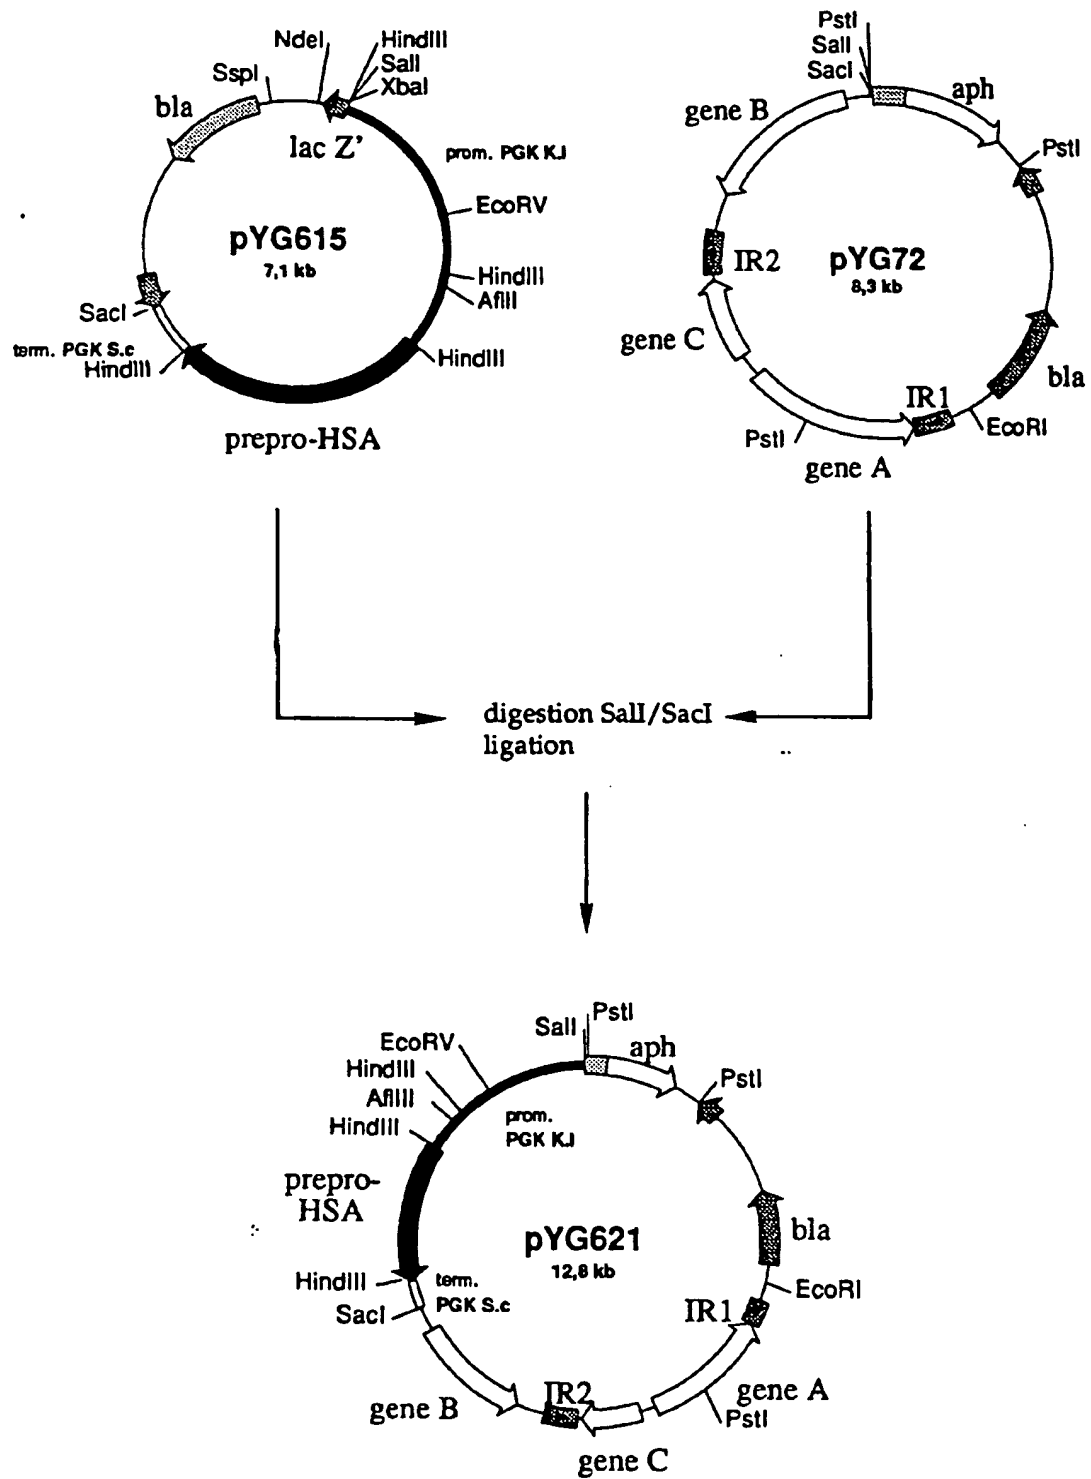 NdeI
HindIII
SalI
XbaI
SspI
bla
lac Z'
prom. PGK K.l
EcoRV
pYG615
7,1 kb
HindIII
AflII
SacI
term. PGK S.c
HindIII
HindIII
prepro-HSA
PstI
SalI
SacI
aph
gene B
PstI
IR2
pYG72
8,3 kb
gene C
bla
IR1
EcoRI
PstI
gene A
digestion SalI/SacI
ligation
PstI
SalI
aph
EcoRV
HindIII
AflIII
HindIII
PstI
prom.
PGK K.l
prepro-
HSA
bla
pYG621
12,8 kb
HindIII
term.
PGK S.c
SacI
EcoRI
IR1
gene B
IR2
gene A
PstI
gene C